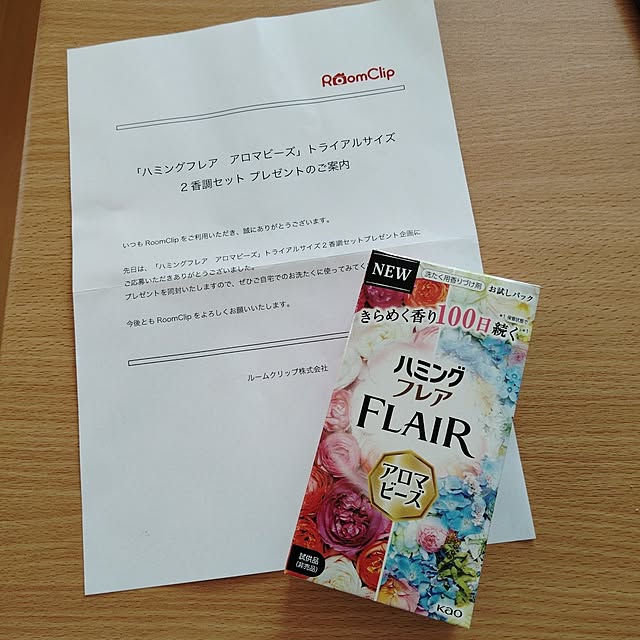 RoomClip
「ハミングフレア アロマビーズ」トライアルサイズ
2香調セット プレゼントのご案内
いつも RoomClip をご利用いただき、誠にありがとうございます。
先日は、「ハミングフレア アロマビーズ」トライアルサイズ2香調セットプレゼント企画に
ご応募いただきありがとうございました。
プレゼントを同封いたしますので、ぜひご自宅でのお洗たくに使ってみてく
今後とも RoomClip をよろしくお願いいたします。
ルームクリップ株式会社
NEW
洗たく用香りづけ剤 お試しパック
きらめく香り100日続く*1
*1 保管状態で
ハミング
フレア
FLAIR
アロマ
ビーズ
試供品
(非売品)
Kao